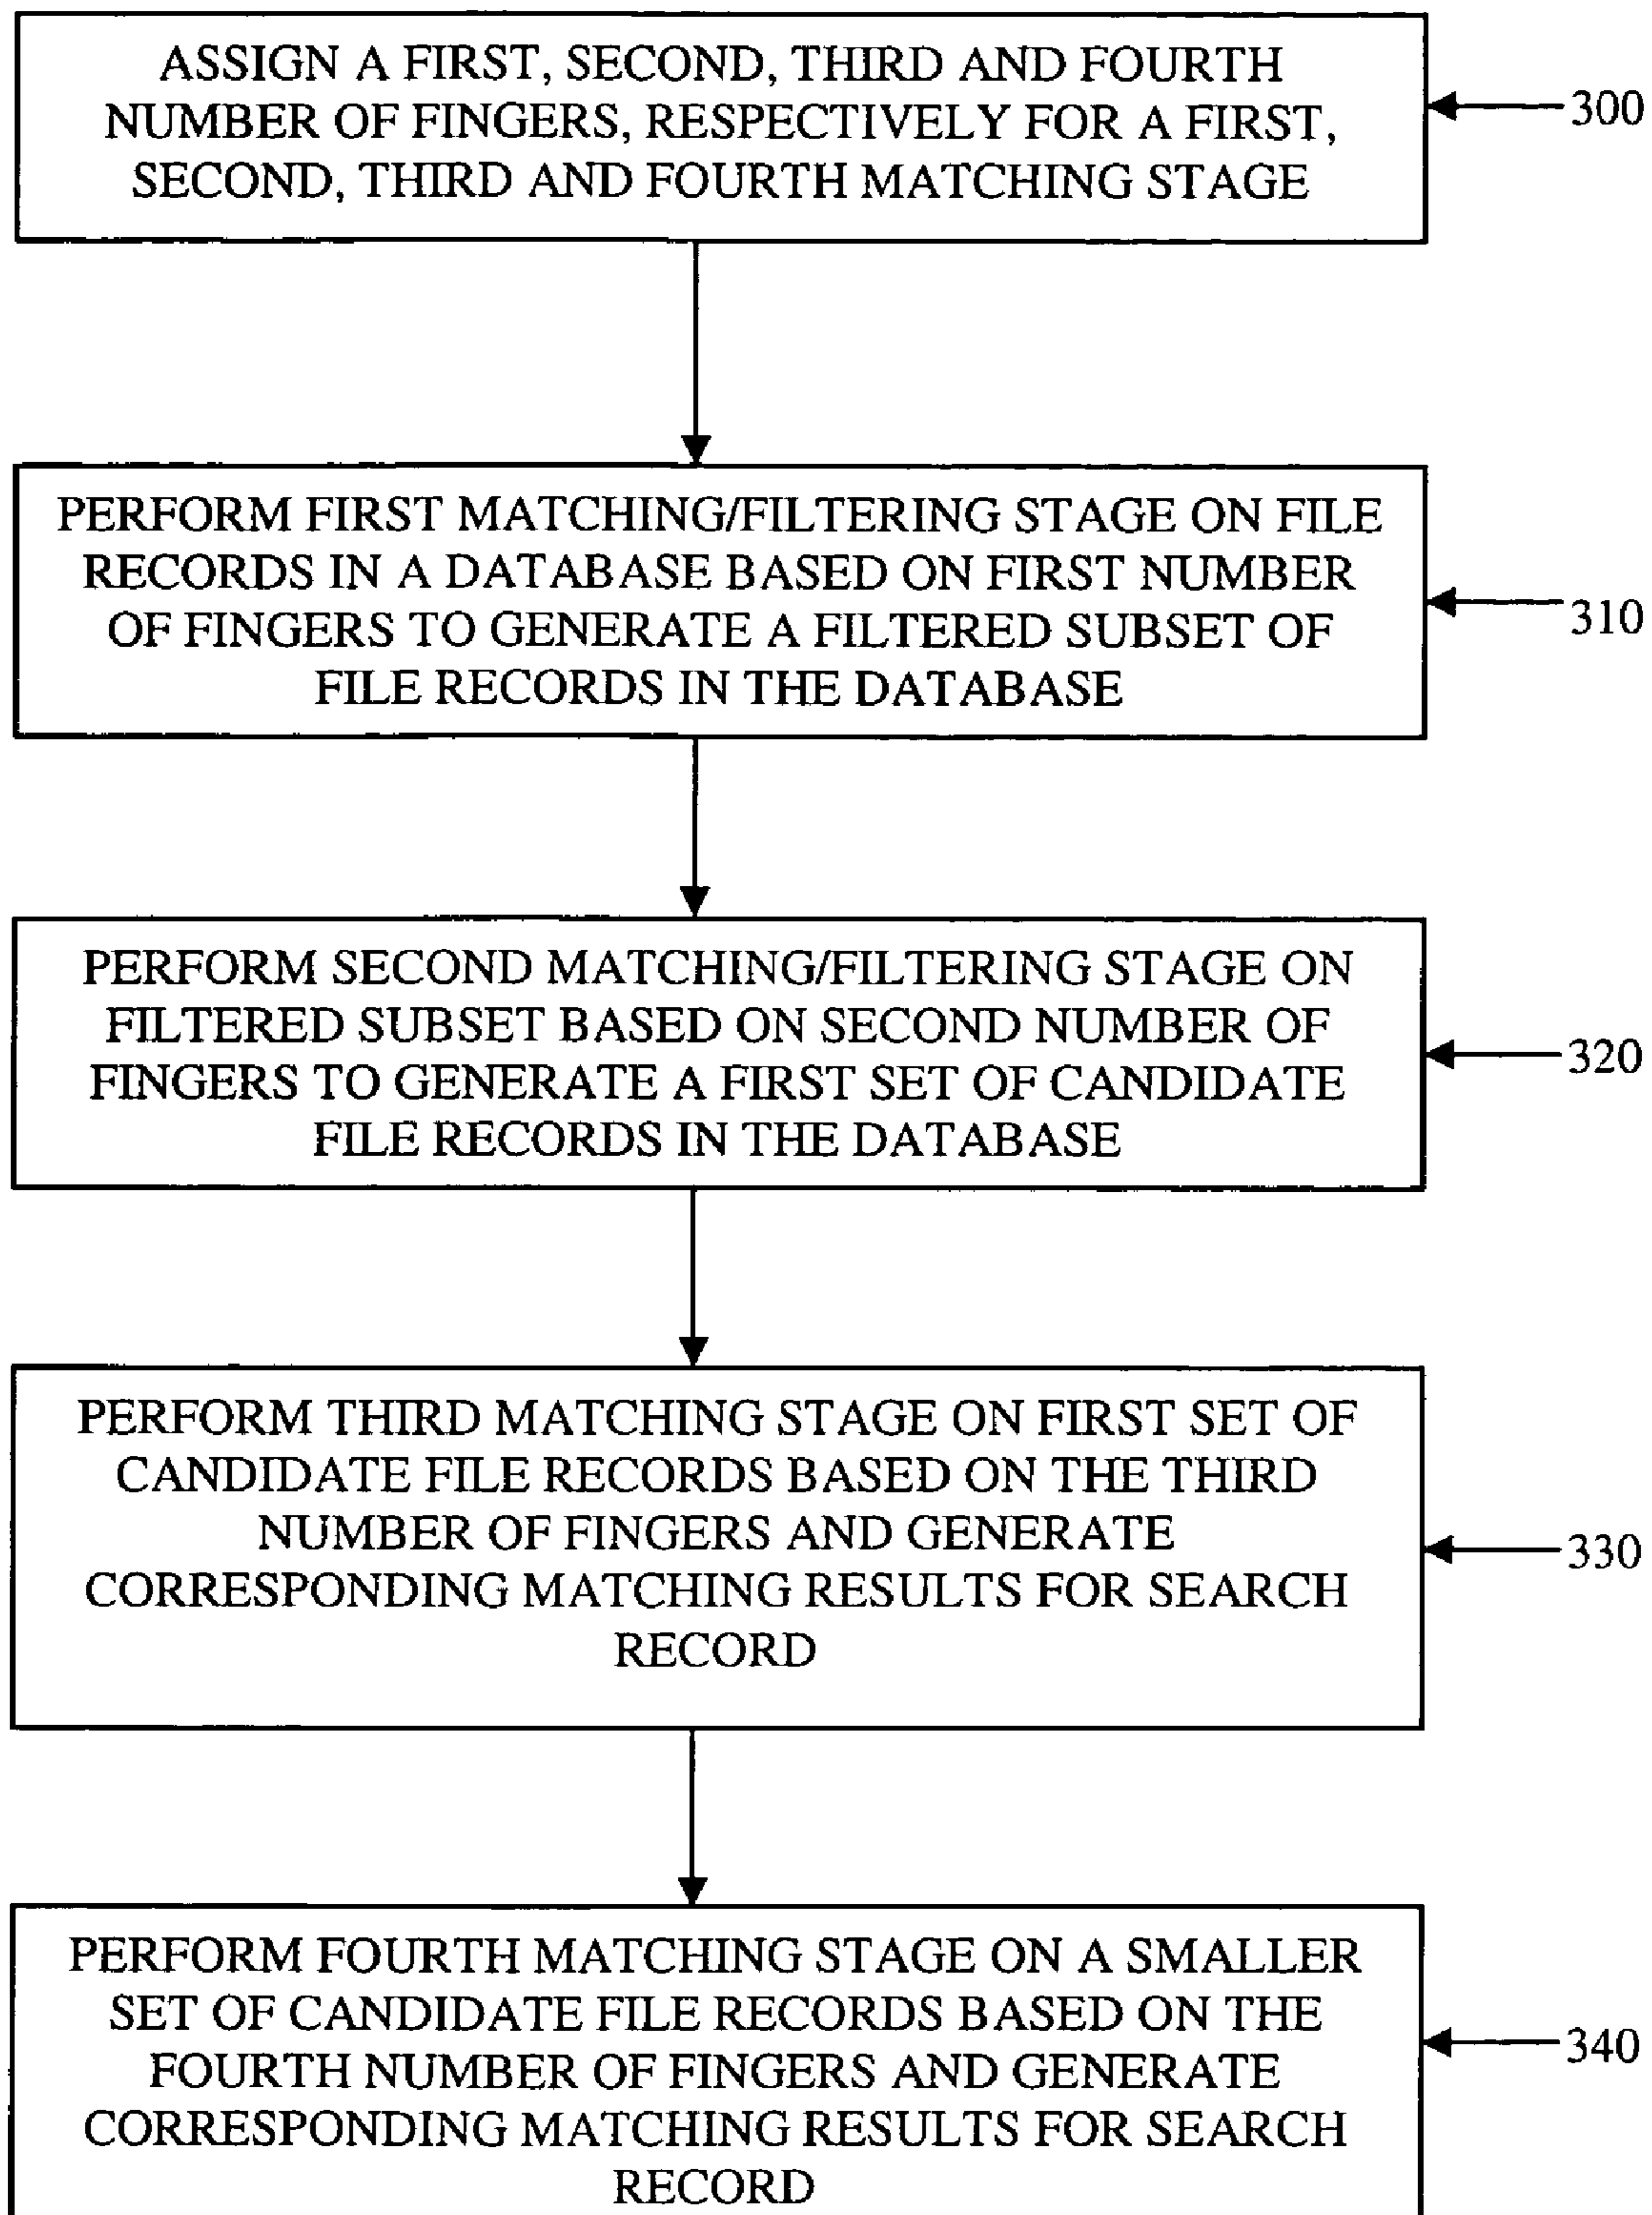 ASSIGN A FIRST, SECOND, THIRD AND FOURTH
NUMBER OF FINGERS, RESPECTIVELY FOR A FIRST,
SECOND, THIRD AND FOURTH MATCHING STAGE
300
PERFORM FIRST MATCHING/FILTERING STAGE ON FILE
RECORDS IN A DATABASE BASED ON FIRST NUMBER
OF FINGERS TO GENERATE A FILTERED SUBSET OF
FILE RECORDS IN THE DATABASE
310
PERFORM SECOND MATCHING/FILTERING STAGE ON
FILTERED SUBSET BASED ON SECOND NUMBER OF
FINGERS TO GENERATE A FIRST SET OF CANDIDATE
FILE RECORDS IN THE DATABASE
320
PERFORM THIRD MATCHING STAGE ON FIRST SET OF
CANDIDATE FILE RECORDS BASED ON THE THIRD
NUMBER OF FINGERS AND GENERATE
CORRESPONDING MATCHING RESULTS FOR SEARCH
RECORD
330
PERFORM FOURTH MATCHING STAGE ON A SMALLER
SET OF CANDIDATE FILE RECORDS BASED ON THE
FOURTH NUMBER OF FINGERS AND GENERATE
CORRESPONDING MATCHING RESULTS FOR SEARCH
RECORD
340